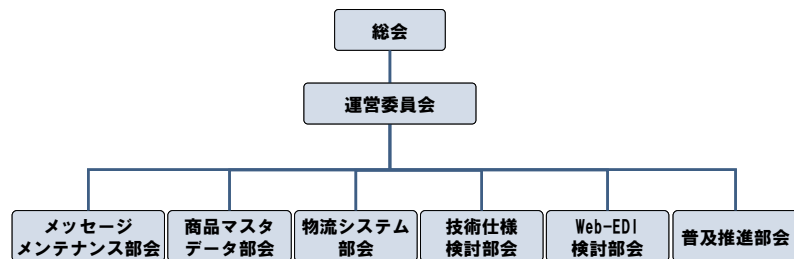 総会
運営委員会
メッセージ
メンテナンス部会
商品マスタ
データ部会
物流システム
部会
技術仕様
検討部会
Web-EDI
検討部会
普及推進部会